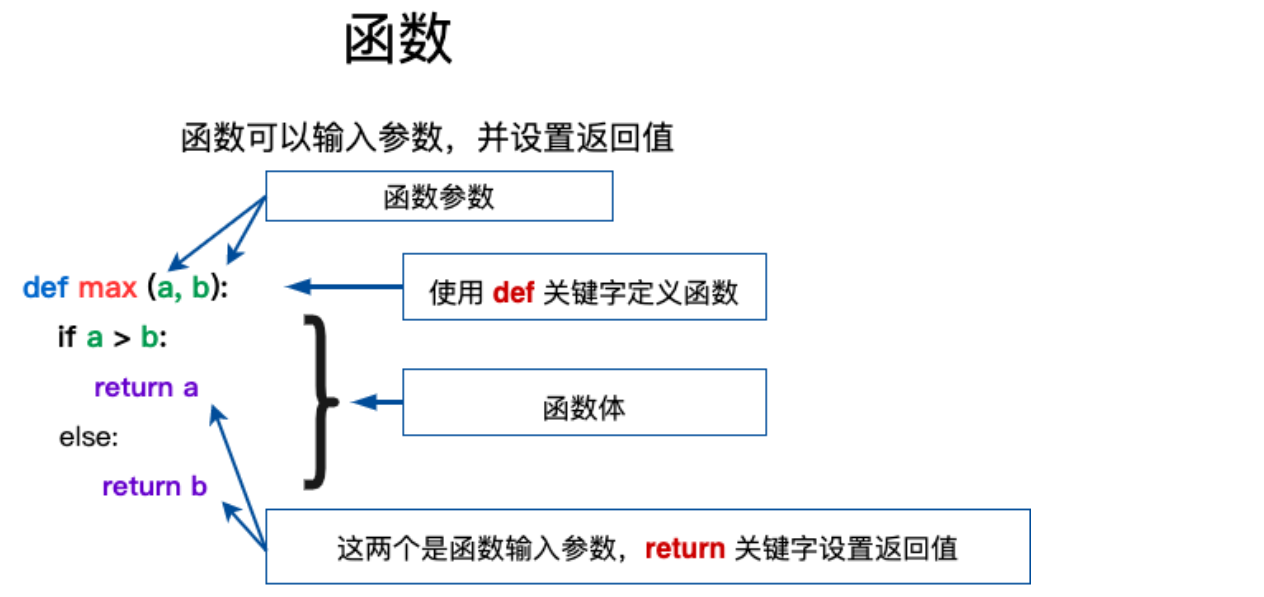 函数
函数可以输入参数，并设置返回值
函数参数
def max (a, b):
使用 def 关键字定义函数
if a > b:
return a
函数体
else:
return b
这两个是函数输入参数，return 关键字设置返回值